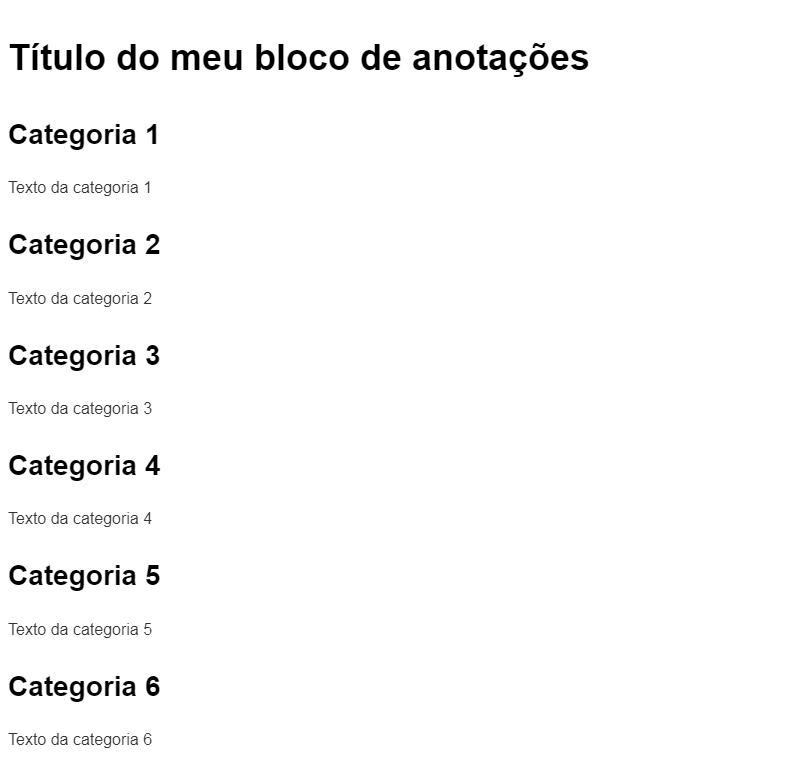 Título do meu bloco de anotações
Categoria 1
Texto da categoria 1
Categoria 2
Texto da categoria 2
Categoria 3
Texto da categoria 3
Categoria 4
Texto da categoria 4
Categoria 5
Texto da categoria 5
Categoria 6
Texto da categoria 6